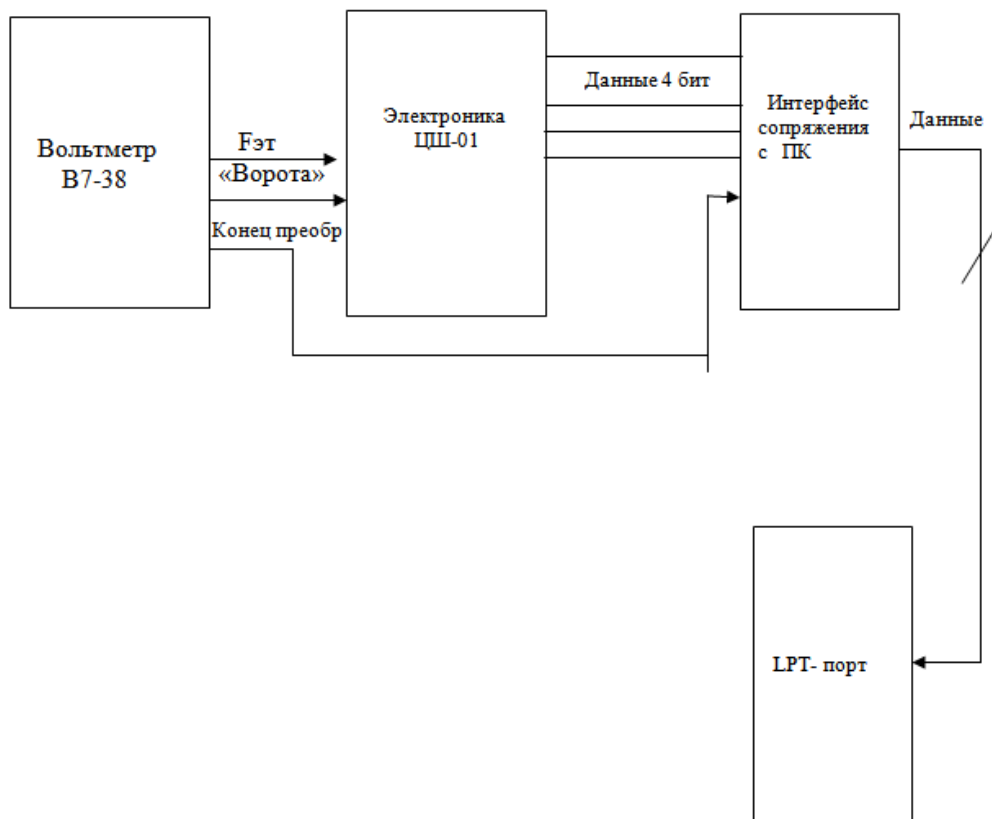 Вольтметр
В7-38
Fэт
«Ворота»
Конец преобр
Электроника
ЦШ-01
Данные 4 бит
Интерфейс
сопряжения
с ПК
Данные
LPT- порт